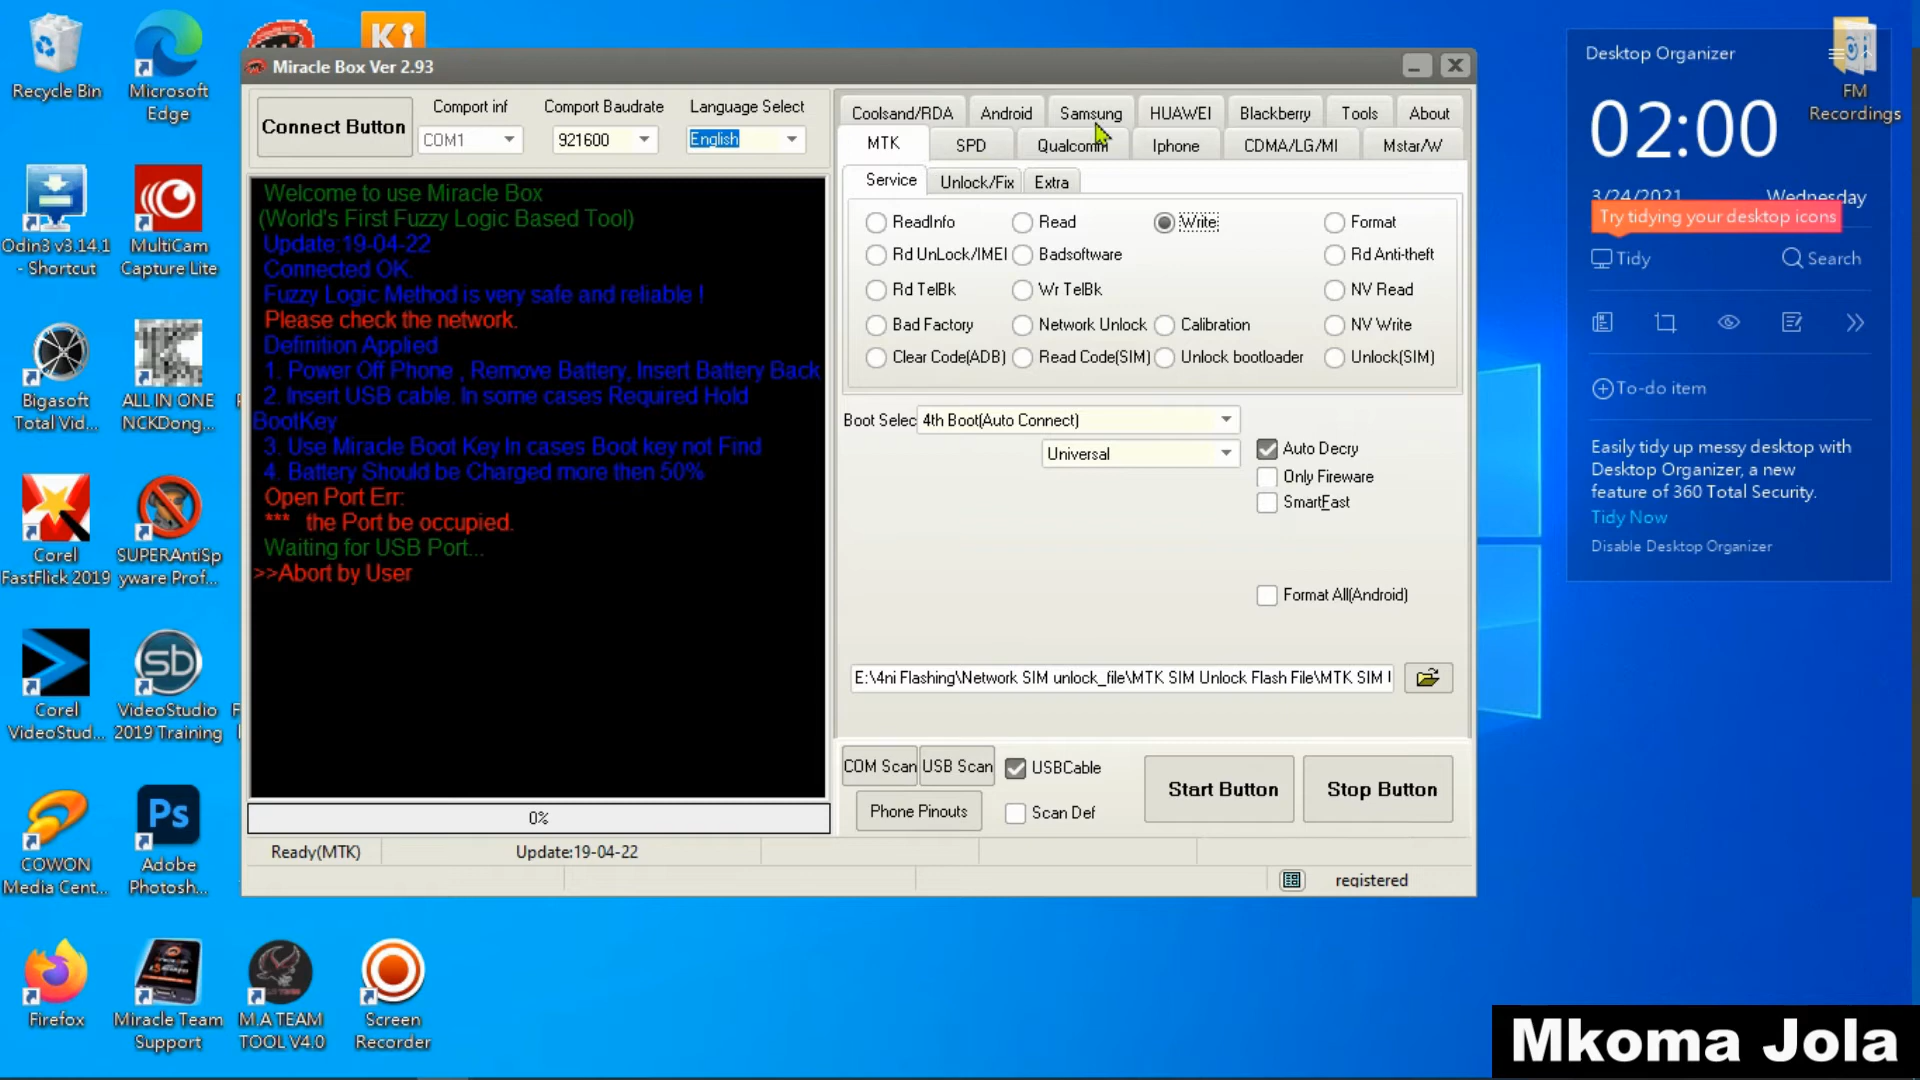 Recycle Bin
Microsoft
Edge
Odin3 v3.14.1
- Shortcut
MultiCam
Capture Lite
Bigasoft
Total Vid...
ALL IN ONE
NCKDong...
Corel
FastFlick 2019
SUPERAntiSp
yware Prof...
Corel
VideoStud...
VideoStudio
2019 Training
COWON
Media Cent...
Ps
Adobe
Photosh...
Firefox
Miracle Team
Support
M.A TEAM
TOOL V4.0
Screen
Recorder
Miracle Box Ver 2.93
Connect Button
Comport inf
COM1
Comport Baudrate
921600
Language Select
English
Welcome to use Miracle Box
(World's First Fuzzy Logic Based Tool)
Update:19-04-22
Connected OK.
Fuzzy Logic Method is very safe and reliable !
Please check the network.
Definition Applied
1. Power Off Phone , Remove Battery, Insert Battery Back
2. Insert USB cable. In some cases Required Hold
BootKey
3. Use Miracle Boot Key In cases Boot key not Find
4. Battery Should be Charged more then 50%
Open Port Err:
*** the Port be occupied.
Waiting for USB Port...
>>Abort by User
0%
Ready(MTK)
Update:19-04-22
Coolsand/RDA
Android
Samsung
HUAWEI
Blackberry
Tools
About
MTK
SPD
Qualcomm
Iphone
CDMA/LG/MI
Mstar/W
Service
Unlock/Fix
Extra
ReadInfo
Read
Write
Format
Rd UnLock/IMEI
Badsoftware
Rd Anti-theft
Rd TelBk
Wr TelBk
NV Read
Bad Factory
Network Unlock
Calibration
NV Write
Clear Code(ADB)
Read Code(SIM)
Unlock bootloader
Unlock(SIM)
Boot Selec
4th Boot(Auto Connect)
Universal
Auto Decry
Only Fireware
SmartFast
Format All(Android)
E:\4ni Flashing\Network SIM unlock_file\MTK SIM Unlock Flash File\MTK SIM
COM Scan
USB Scan
USBCable
Phone Pinouts
Scan Def
Start Button
Stop Button
registered
Desktop Organizer
02:00
3/24/2021
Wednesday
Try tidying your desktop icons
Tidy
Search
To-do item
Easily tidy up messy desktop with
Desktop Organizer, a new
feature of 360 Total Security.
Tidy Now
Disable Desktop Organizer
FM
Recordings
Mkoma Jola